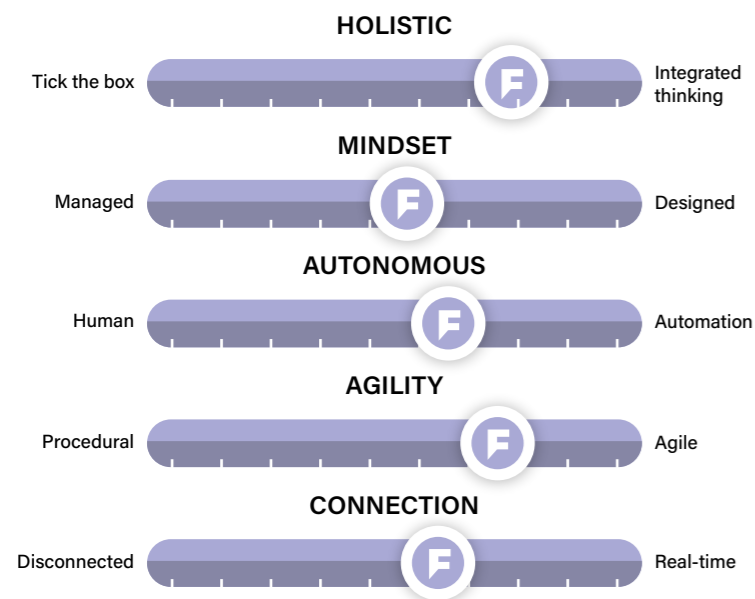 HOLISTIC
Tick the box
Integrated
thinking
MINDSET
Managed
Designed
AUTONOMOUS
Human
Automation
AGILITY
Procedural
Agile
CONNECTION
Disconnected
Real-time